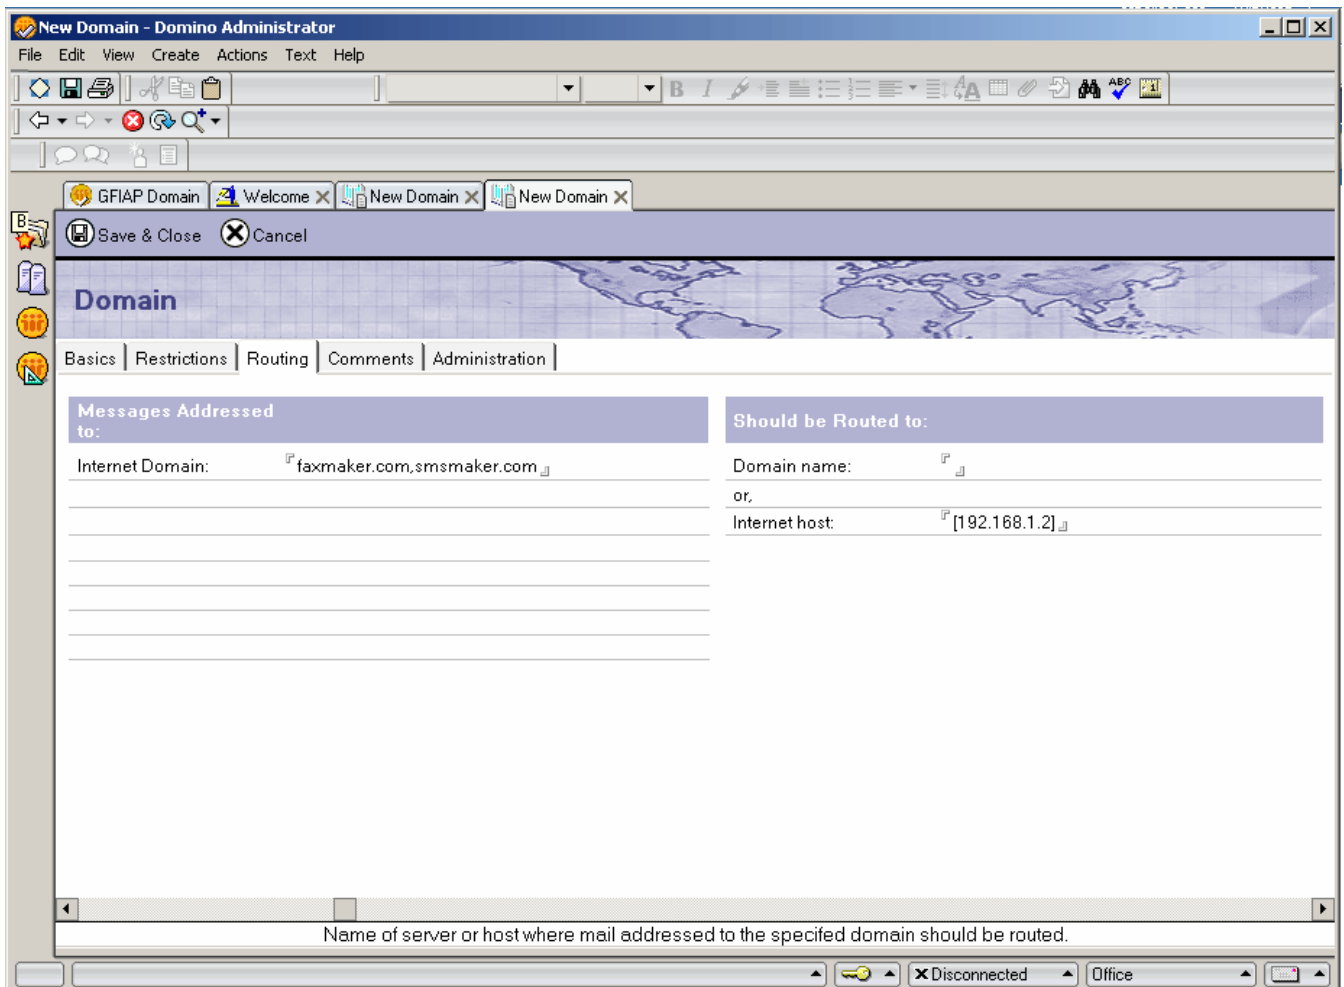 New Domain - Domino Administrator
File Edit View Create Actions Text Help
B I
ABC
GFIAP Domain Welcome New Domain New Domain
B
Save & Close Cancel
Domain
Basics Restrictions Routing Comments Administration
Messages Addressed
to:
Should be Routed to:
Internet Domain: faxmaker.com,smsmaker.com
Domain name:
or,
Internet host: [192.168.1.2]
Name of server or host where mail addressed to the specifed domain should be routed.
Disconnected Office